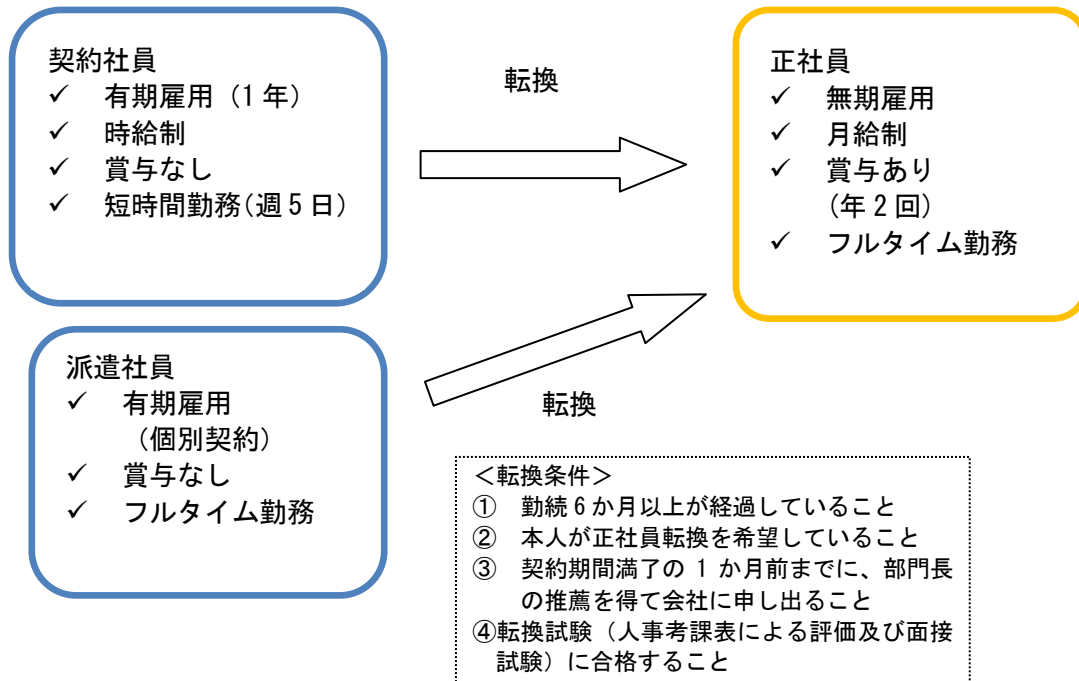 契約社員
✓ 有期雇用（1年）
✓ 時給制
✓ 賞与なし
✓ 短時間勤務(週5日)
転換
正社員
✓ 無期雇用
✓ 月給制
✓ 賞与あり
(年2回)
✓ フルタイム勤務
派遣社員
✓ 有期雇用
（個別契約）
✓ 賞与なし
✓ フルタイム勤務
転換
＜転換条件＞
① 勤続6か月以上が経過していること
② 本人が正社員転換を希望していること
③ 契約期間満了の1か月前までに、部門長
の推薦を得て会社に申し出ること
④転換試験（人事考課表による評価及び面接
試験）に合格すること